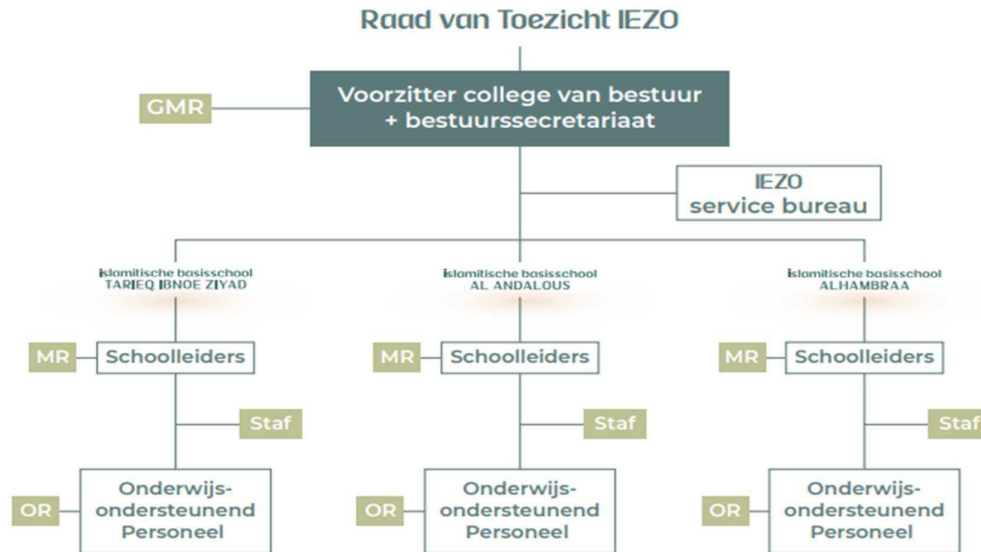 Raad van Toezicht IEZO
GMR
Voorzitter college van bestuur
+ bestuurssecretariaat
IEZO
service bureau
islamitische basisschool
TARIEQ IBNOE ZIYAD
islamitische basisschool
AL ANDALOUS
islamitische basisschool
ALHAMBRAA
MR
Schoolleiders
MR
Schoolleiders
MR
Schoolleiders
Staf
Staf
Staf
OR
Onderwijs-
ondersteunend
Personeel
OR
Onderwijs-
ondersteunend
Personeel
OR
Onderwijs-
ondersteunend
Personeel